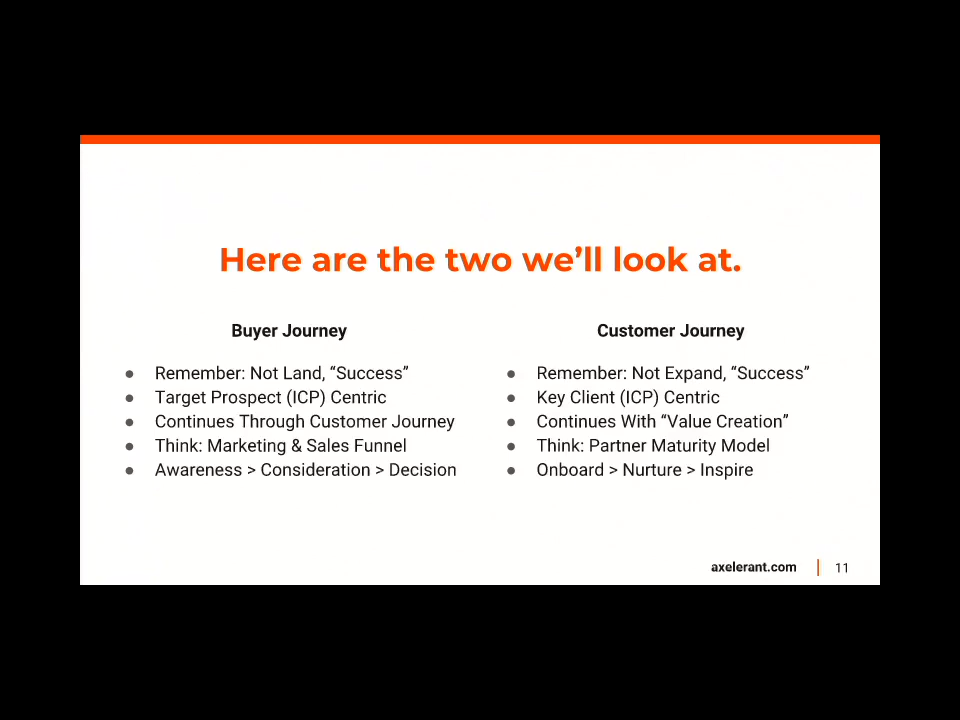 Here are the two we’ll look at.
Buyer Journey
● Remember: Not Land, “Success”
● Target Prospect (ICP) Centric
● Continues Through Customer Journey
● Think: Marketing & Sales Funnel
● Awareness > Consideration > Decision
Customer Journey
● Remember: Not Expand, “Success”
● Key Client (ICP) Centric
● Continues With “Value Creation”
● Think: Partner Maturity Model
● Onboard > Nurture > Inspire
axelerant.com | 11